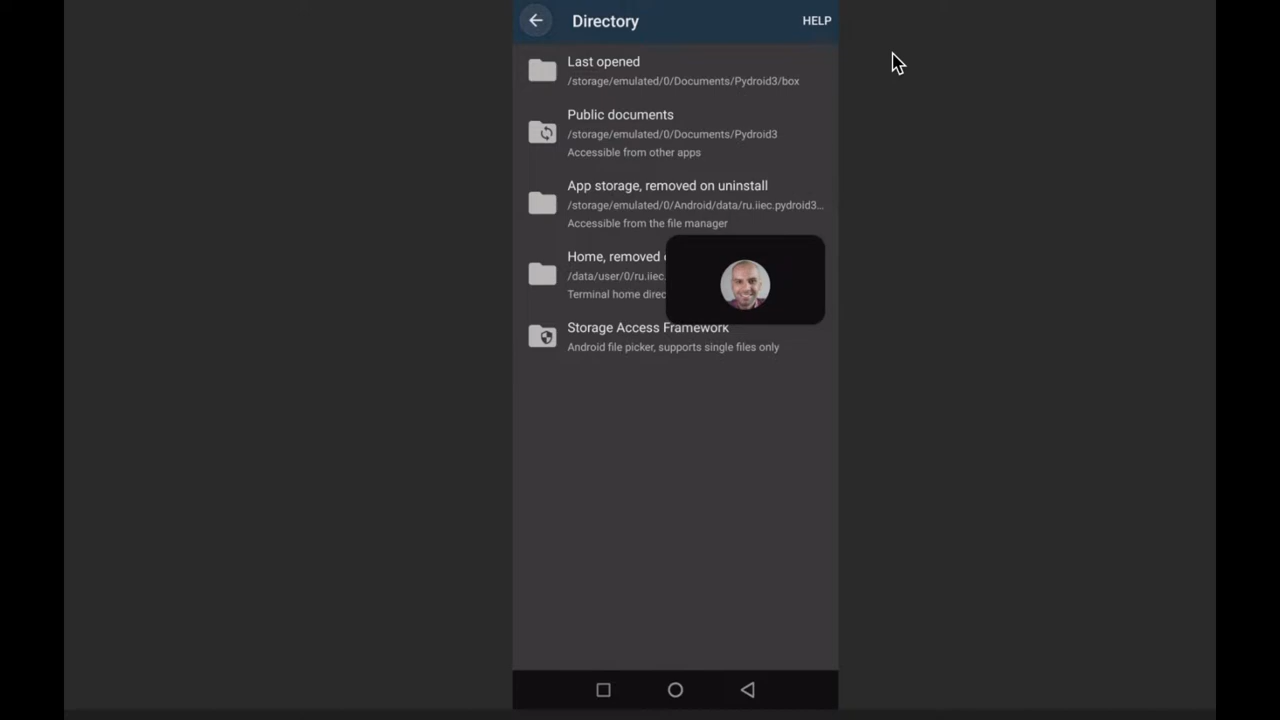 Directory
HELP
Last opened
/storage/emulated/0/Documents/Pydroid3/box
Public documents
/storage/emulated/0/Documents/Pydroid3
Accessible from other apps
App storage, removed on uninstall
/storage/emulated/0/Android/data/ru.iiec.pydroid3...
Accessible from the file manager
Home, removed
/data/user/0/ru.iiec.
Terminal home
Storage Access Framework
Android file picker, supports single files only